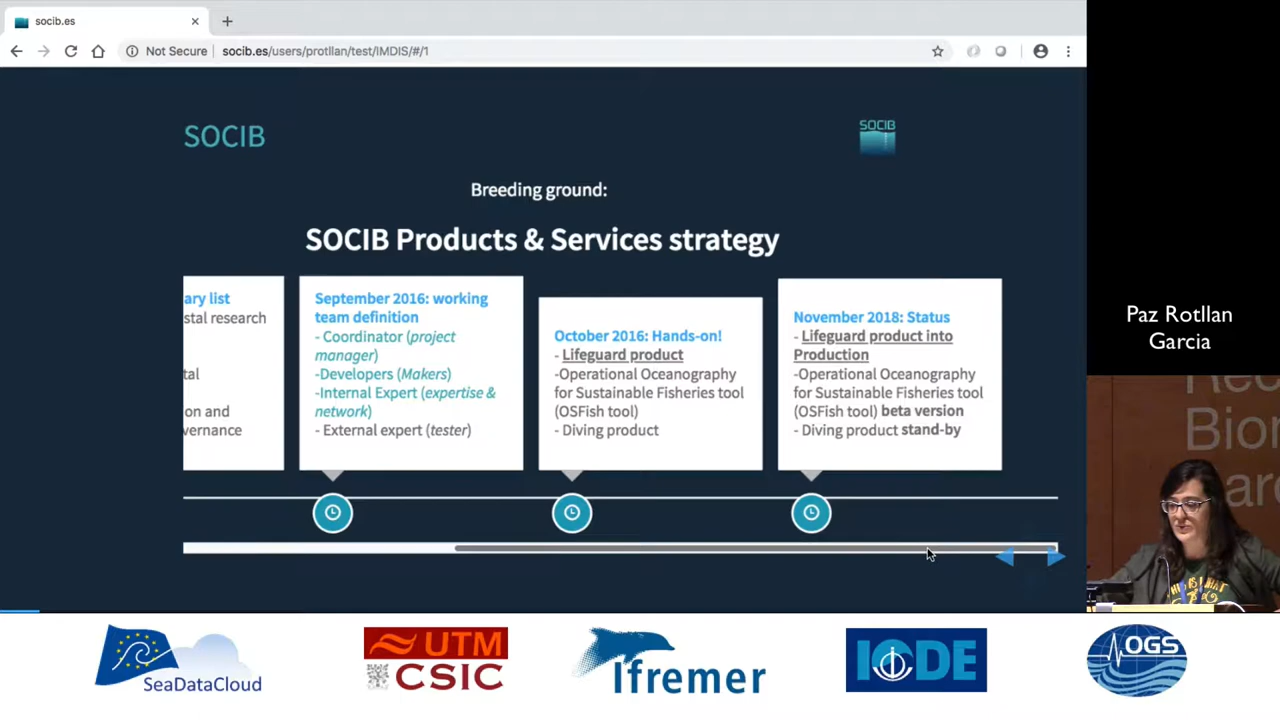 socib.es
Not Secure
socib.es/users/protllan/test/IMDIS/#/1
SOCIB
SOCIB
Breeding ground:
SOCIB Products & Services strategy
ary list
stal research
tal
on and
vernance
September 2016: working
team definition
- Coordinator (project
manager)
-Developers (Makers)
-Internal Expert (expertise &
network)
- External expert (tester)
October 2016: Hands-on!
- Lifeguard product
-Operational Oceanography
for Sustainable Fisheries tool
(OSFish tool)
- Diving product
November 2018: Status
- Lifeguard product into
Production
-Operational Oceanography
for Sustainable Fisheries tool
(OSFish tool) beta version
- Diving product stand-by
Paz Rotllan
Garcia
Biom
THIS IS WHAT
SeaDataCloud
UTM
CSIC
Ifremer
IODE
OGS